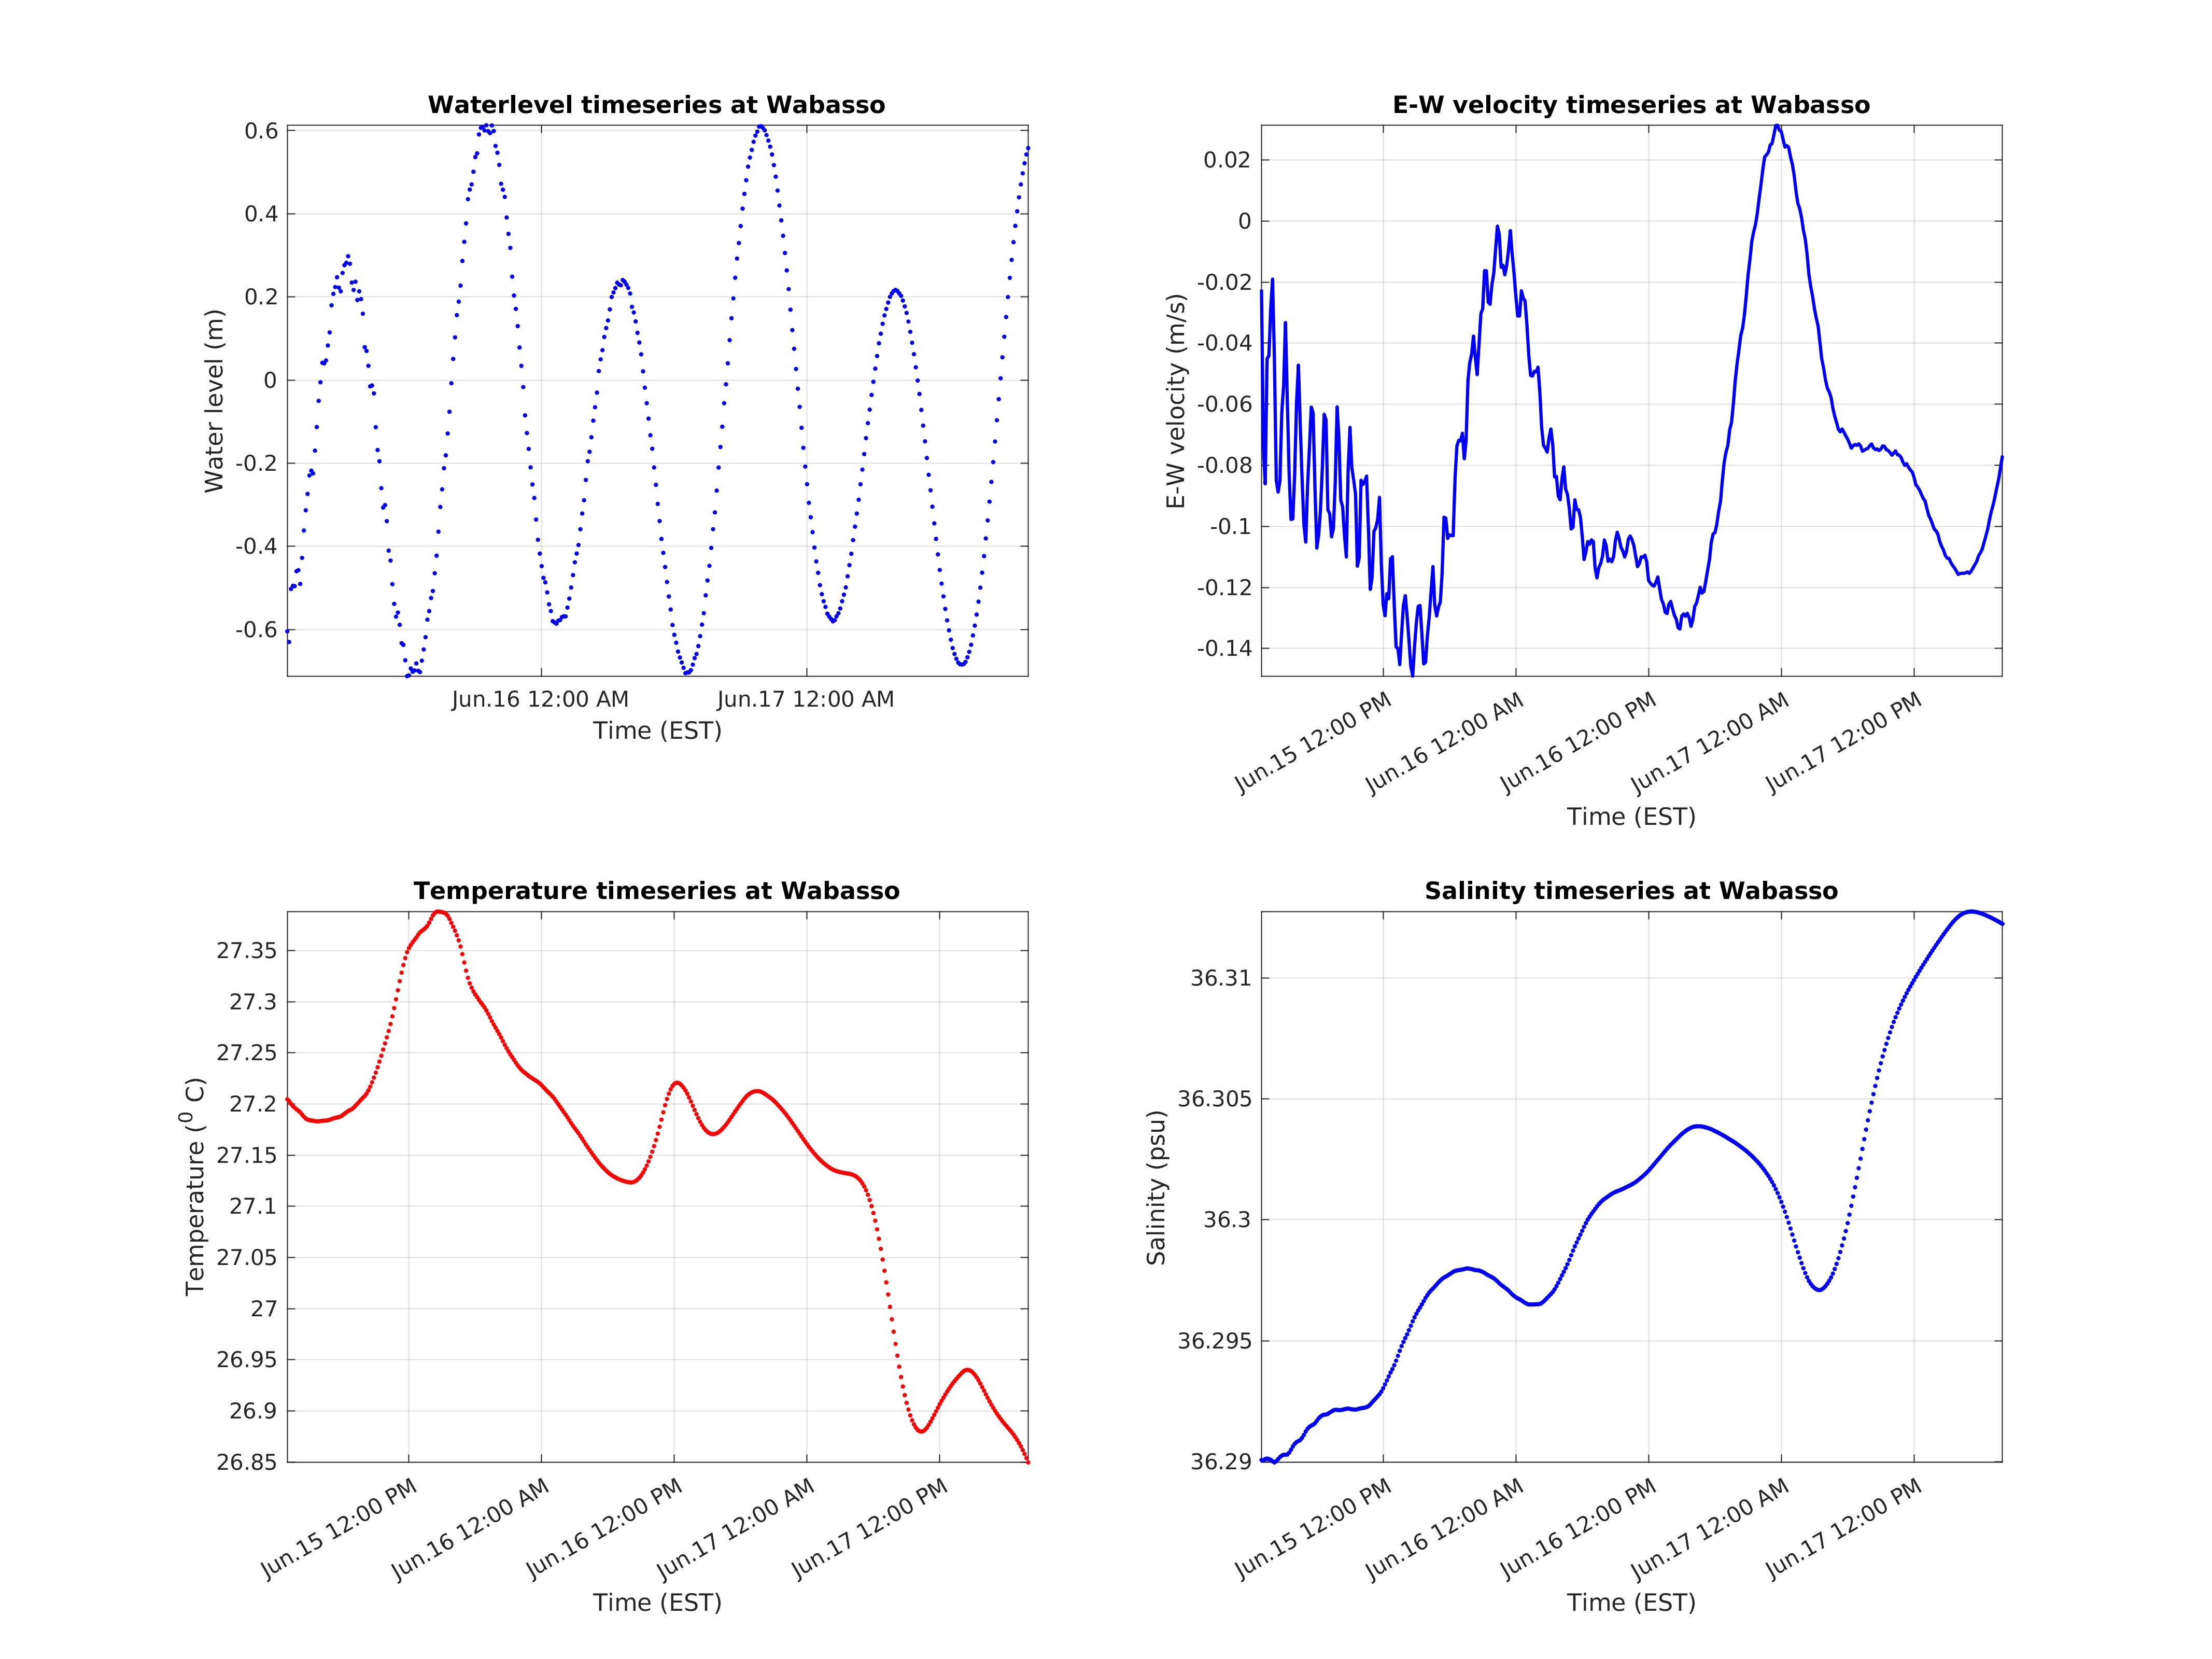 Waterlevel timeseries at Wabasso
0.6
0.4
0.2
0
-0.2
-0.4
-0.6
Water level (m)
Jun.16 12:00 AM
Jun.17 12:00 AM
Time (EST)
E-W velocity timeseries at Wabasso
0.02
0
-0.02
-0.04
-0.06
-0.08
-0.1
-0.12
-0.14
E-W velocity (m/s)
Jun.15 12:00 PM
Jun.16 12:00 AM
Jun.16 12:00 PM
Jun.17 12:00 AM
Jun.17 12:00 PM
Time (EST)
Temperature timeseries at Wabasso
27.35
27.3
27.25
27.2
27.15
27.1
27.05
27
26.95
26.9
26.85
Temperature (⁰ C)
Jun.15 12:00 PM
Jun.16 12:00 AM
Jun.16 12:00 PM
Jun.17 12:00 AM
Jun.17 12:00 PM
Time (EST)
Salinity timeseries at Wabasso
36.31
36.305
36.3
36.295
36.29
Salinity (psu)
Jun.15 12:00 PM
Jun.16 12:00 AM
Jun.16 12:00 PM
Jun.17 12:00 AM
Jun.17 12:00 PM
Time (EST)